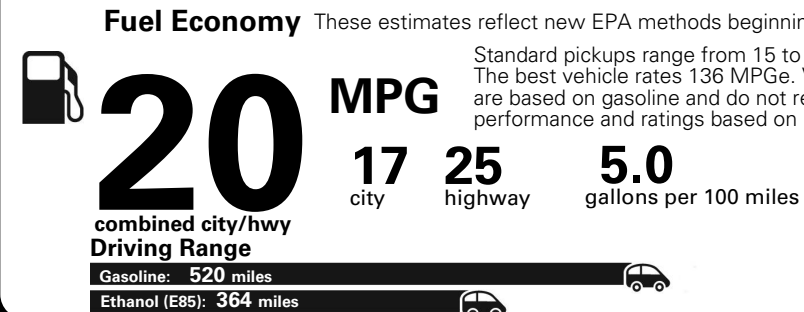 Fuel Economy These estimates reflect new EPA methods
Standard pickups range from 15 to
The best vehicle rates 136 MPGe.
20 MPG
are based on gasoline and do not
performance and ratings based on
17 25 5.0
city highway gallons per 100 miles
combined city/hwy
Driving Range
Gasoline: 520 miles
Ethanol (E85): 364 miles